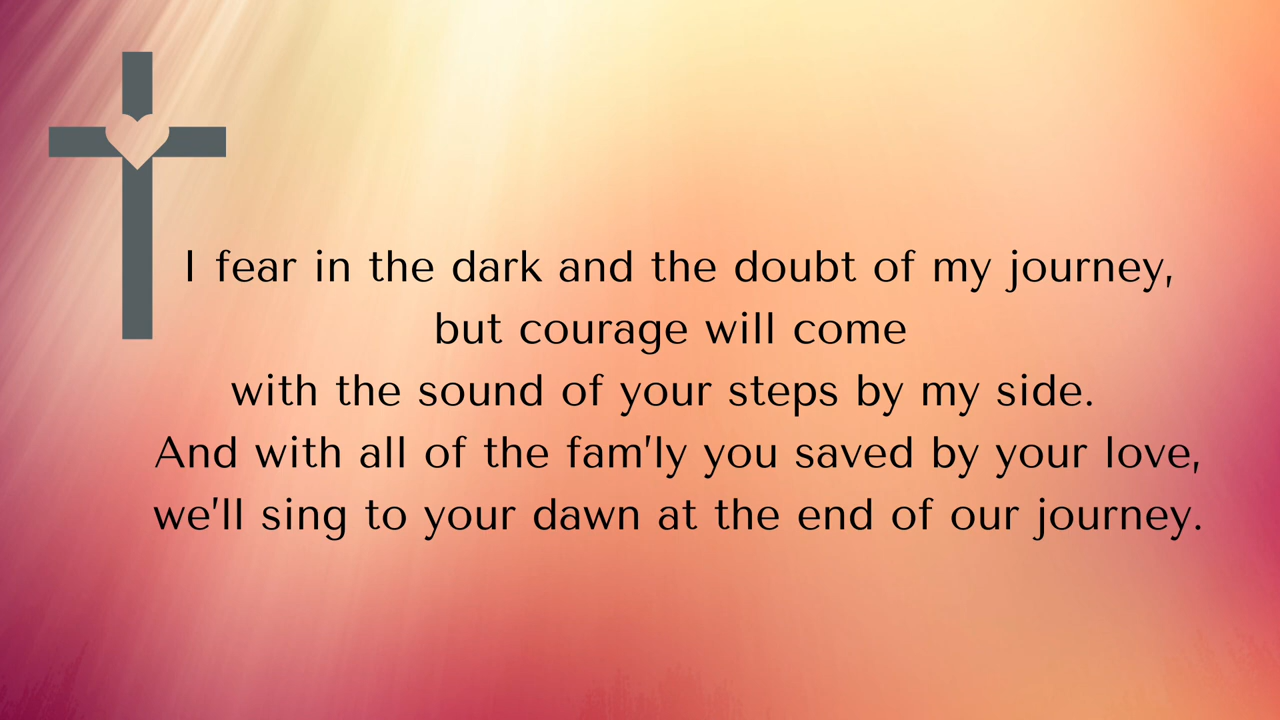 I fear in the dark and the doubt of my journey,
but courage will come
with the sound of your steps by my side.
And with all of the fam'ly you saved by your love,
we'll sing to your dawn at the end of our journey.